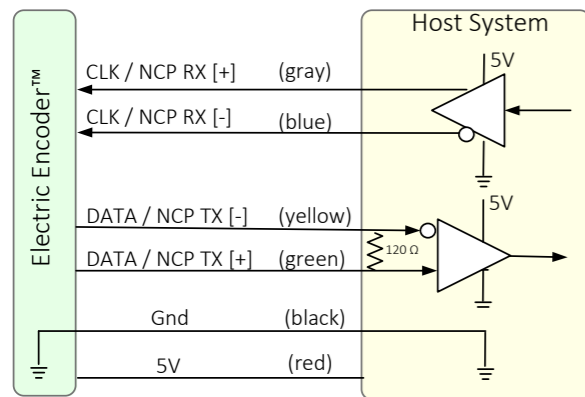 Host System
5V
CLK / NCP RX [+] (gray)
CLK / NCP RX [-] (blue)
Electric Encoder™
5V
DATA / NCP TX [-] (yellow)
120 Ω
DATA / NCP TX [+] (green)
Gnd (black)
5V (red)